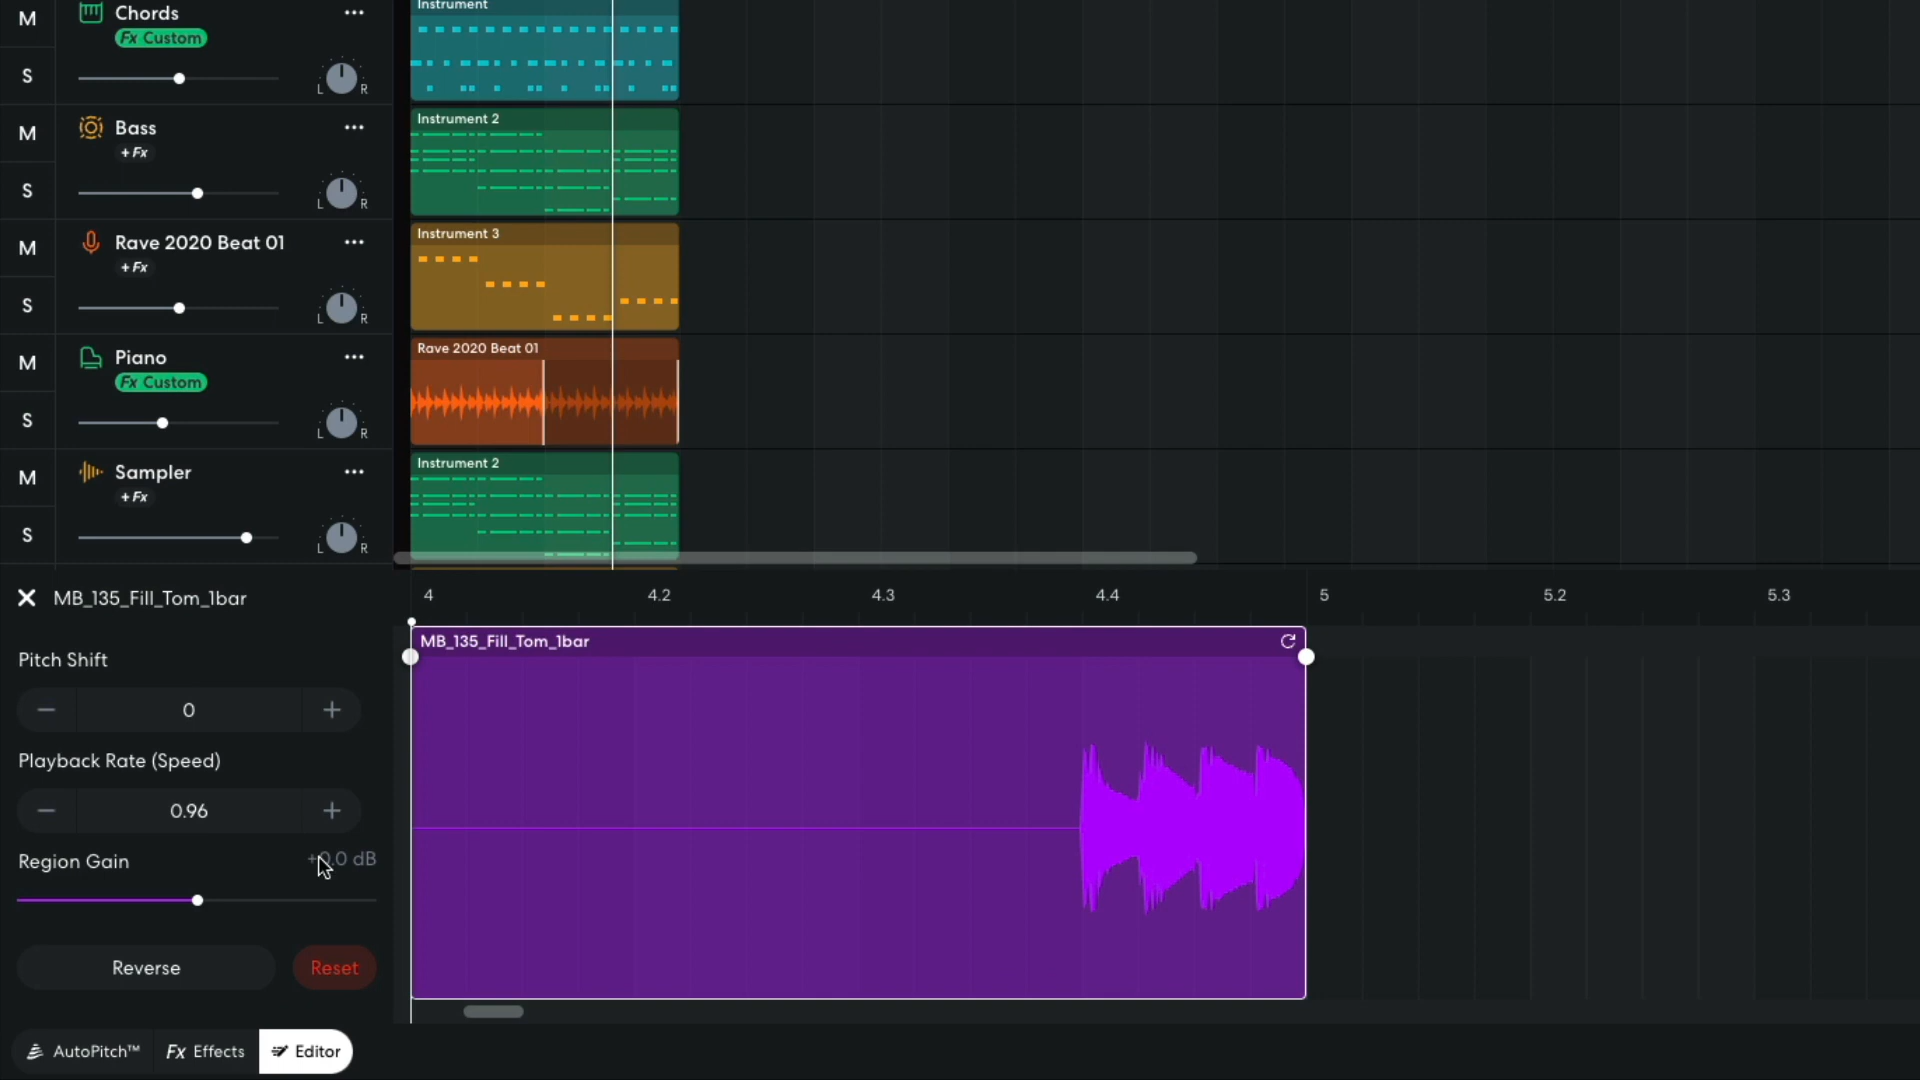 M
Chords
Fx Custom
S
L R
Instrument
M
Bass
+ Fx
S
L R
Instrument 2
M
Rave 2020 Beat 01
+ Fx
S
L R
Instrument 3
M
Piano
Fx Custom
S
L R
Rave 2020 Beat 01
M
Sampler
+ Fx
S
L R
Instrument 2
MB_135_Fill_Tom_1bar
4 4.2 4.3 4.4 5 5.2 5.3
MB_135_Fill_Tom_1bar
Pitch Shift
0
Playback Rate (Speed)
0.96
Region Gain +0.0 dB
Reverse Reset
AutoPitch™ Fx Effects Editor